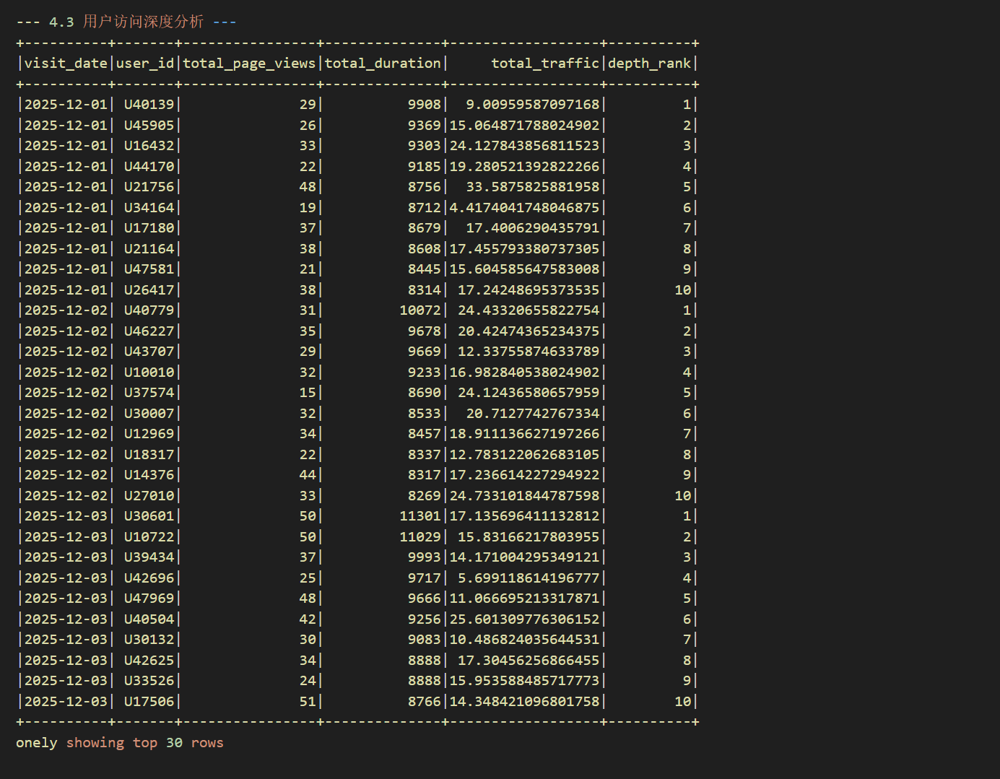 --- 4.3 用户访问深度分析 ---
+----------+-------+----------------+--------------+------------------+----------+
|visit_date|user_id|total_page_views|total_duration|     total_traffic|depth_rank|
+----------+-------+----------------+--------------+------------------+----------+
|2025-12-01| U40139|              29|          9908|  9.00959587097168|         1|
|2025-12-01| U45905|              26|          9369|15.064871788024902|         2|
|2025-12-01| U16432|              33|          9303|24.127843856811523|         3|
|2025-12-01| U44170|              22|          9185|19.280521392822266|         4|
|2025-12-01| U21756|              48|          8756|  33.5875825881958|         5|
|2025-12-01| U34164|              19|          8712|4.4174041748046875|         6|
|2025-12-01| U17180|              37|          8679|  17.4006290435791|         7|
|2025-12-01| U21164|              38|          8608|17.455793380737305|         8|
|2025-12-01| U47581|              21|          8445|15.604585647583008|         9|
|2025-12-01| U26417|              38|          8314| 17.24248695373535|        10|
|2025-12-02| U40779|              31|         10072| 24.43320655822754|         1|
|2025-12-02| U46227|              35|          9678| 20.42474365234375|         2|
|2025-12-02| U43707|              29|          9669| 12.33755874633789|         3|
|2025-12-02| U10010|              32|          9233|16.982840538024902|         4|
|2025-12-02| U37574|              15|          8690| 24.12436580657959|         5|
|2025-12-02| U30007|              32|          8533|  20.7127742767334|         6|
|2025-12-02| U12969|              34|          8457|18.911136627197266|         7|
|2025-12-02| U18317|              22|          8337|12.783122062683105|         8|
|2025-12-02| U14376|              44|          8317|17.236614227294922|         9|
|2025-12-02| U27010|              33|          8269|24.733101844787598|        10|
|2025-12-03| U30601|              50|         11301|17.135696411132812|         1|
|2025-12-03| U10722|              50|         11029| 15.83166217803955|         2|
|2025-12-03| U39434|              37|          9993|14.171004295349121|         3|
|2025-12-03| U42696|              25|          9717| 5.699118614196777|         4|
|2025-12-03| U47969|              48|          9666|11.066695213317871|         5|
|2025-12-03| U40504|              42|          9256|25.601309776306152|         6|
|2025-12-03| U30132|              30|          9083|10.486824035644531|         7|
|2025-12-03| U42625|              34|          8888| 17.30456256866455|         8|
|2025-12-03| U33526|              24|          8888|15.953588485717773|         9|
|2025-12-03| U17506|              51|          8766|14.348421096801758|        10|
+----------+-------+----------------+--------------+------------------+----------+
onely showing top 30 rows